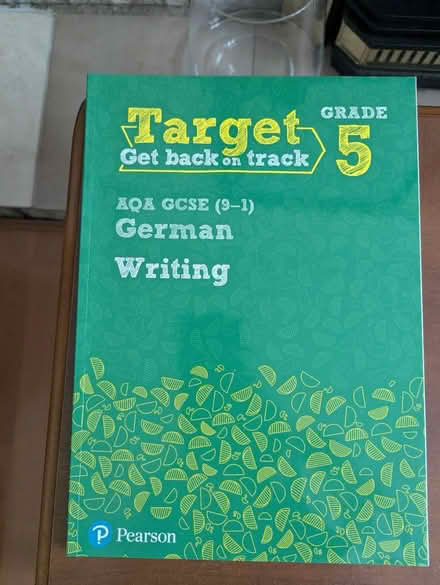 Target
Get back on track
GRADE
5
AQA GCSE (9–1)
German
Writing
Pearson